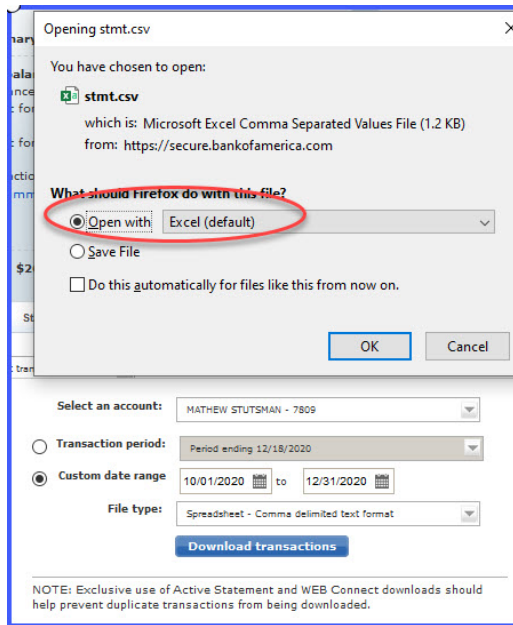 Opening stmt.csv
You have chosen to open:
stmt.csv
which is: Microsoft Excel Comma Separated Values File (1.2 KB)
from: https://secure.bankofamerica.com
What should Firefox do with this file?
Open with Excel (default)
Save File
Do this automatically for files like this from now on.
OK Cancel
Select an account: MATHEW STUTSMAN - 7809
Transaction period: Period ending 12/18/2020
Custom date range 10/01/2020 to 12/31/2020
File type: Spreadsheet - Comma delimited text format
Download transactions
NOTE: Exclusive use of Active Statement and WEB Connect downloads should
help prevent duplicate transactions from being downloaded.